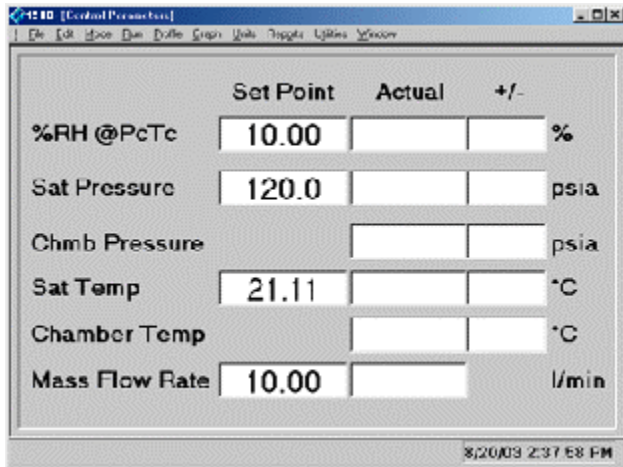 [Control Parameters]
File Edit Mode Run Profile Graph Units Reports Utilities Window
Set Point Actual +/-
%RH @PcTc 10.00 %
Sat Pressure 120.0 psia
Chmb Pressure psia
Sat Temp 21.11 °C
Chamber Temp °C
Mass Flow Rate 10.00 l/min
8/20/03 2:37:58 PM